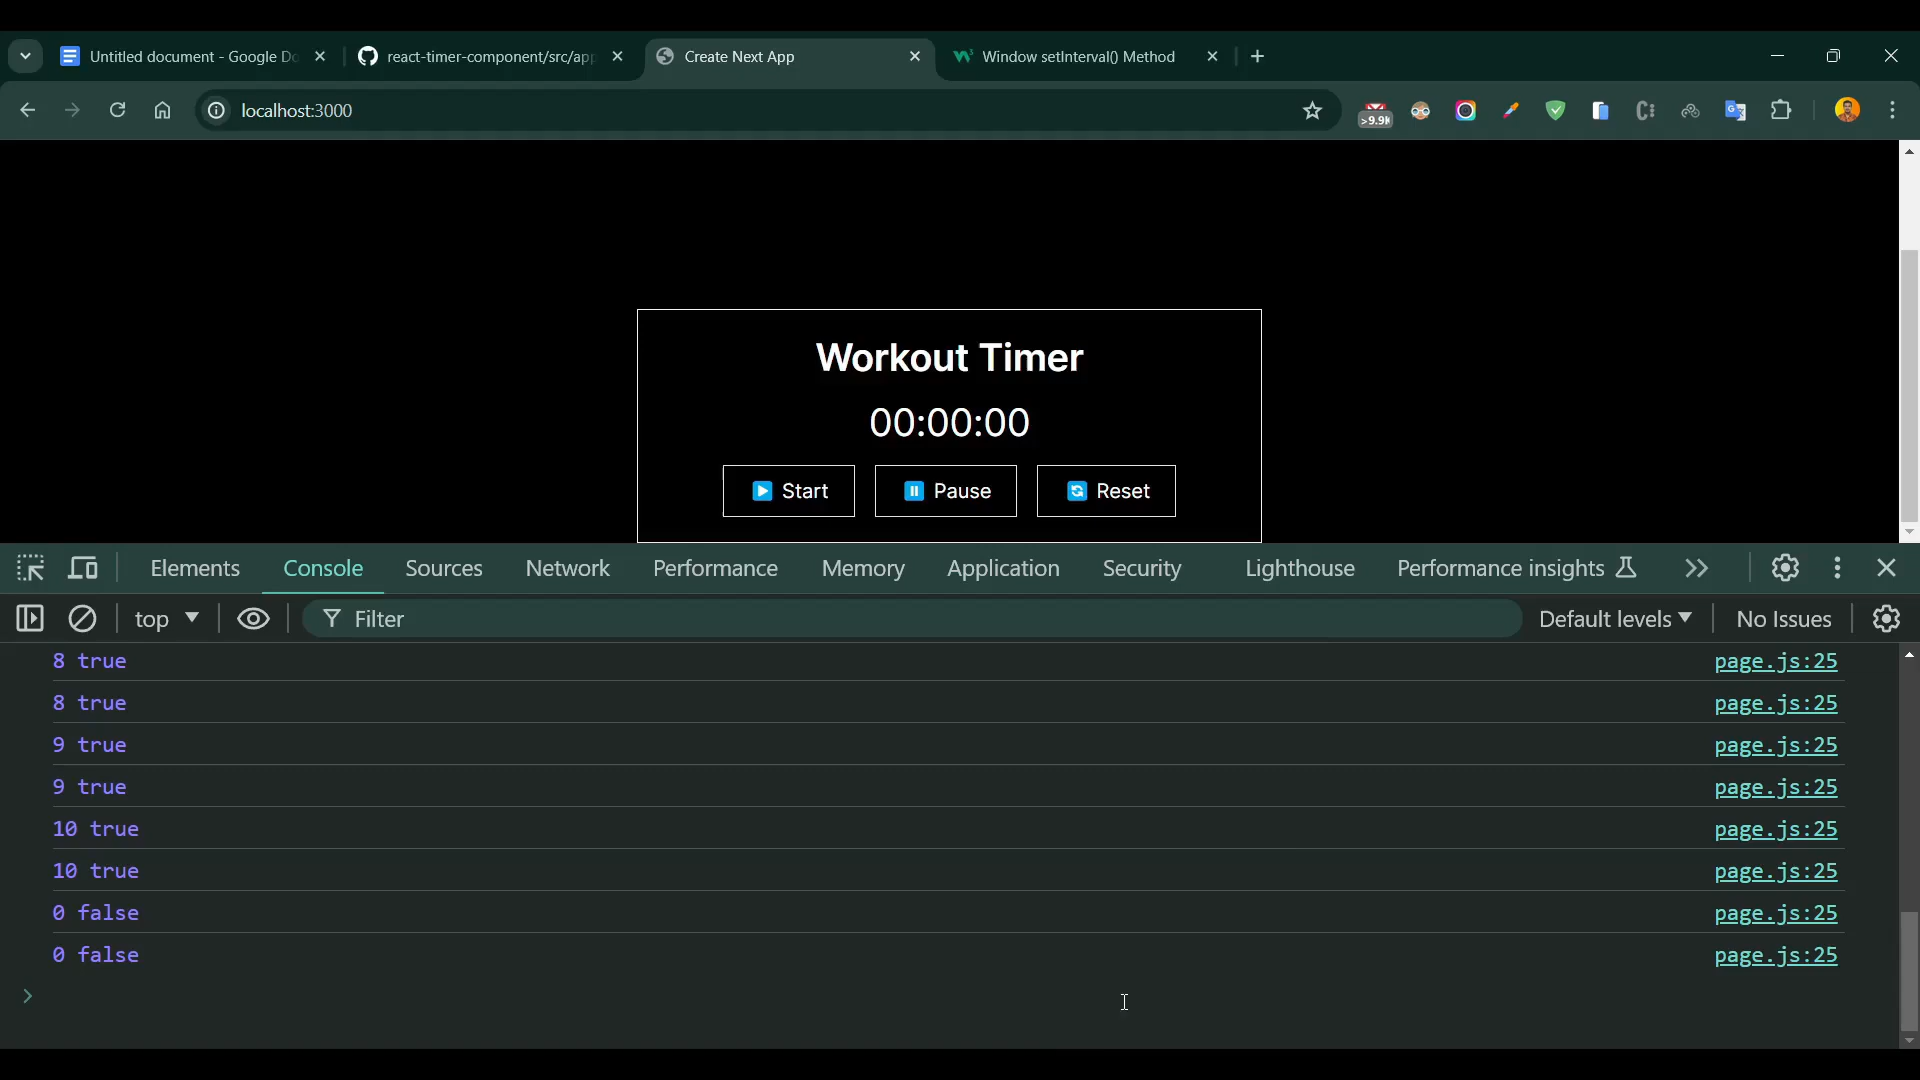 Untitled document - Google Do
react-timer-component/src/app
Create Next App
Window setInterval() Method
localhost:3000
>9.9K
Workout Timer
00:00:00
Start
Pause
Reset
Elements
Console
Sources
Network
Performance
Memory
Application
Security
Lighthouse
Performance insights
top
Filter
Default levels
No Issues
8 true page.js:25
8 true page.js:25
9 true page.js:25
9 true page.js:25
10 true page.js:25
10 true page.js:25
0 false page.js:25
0 false page.js:25